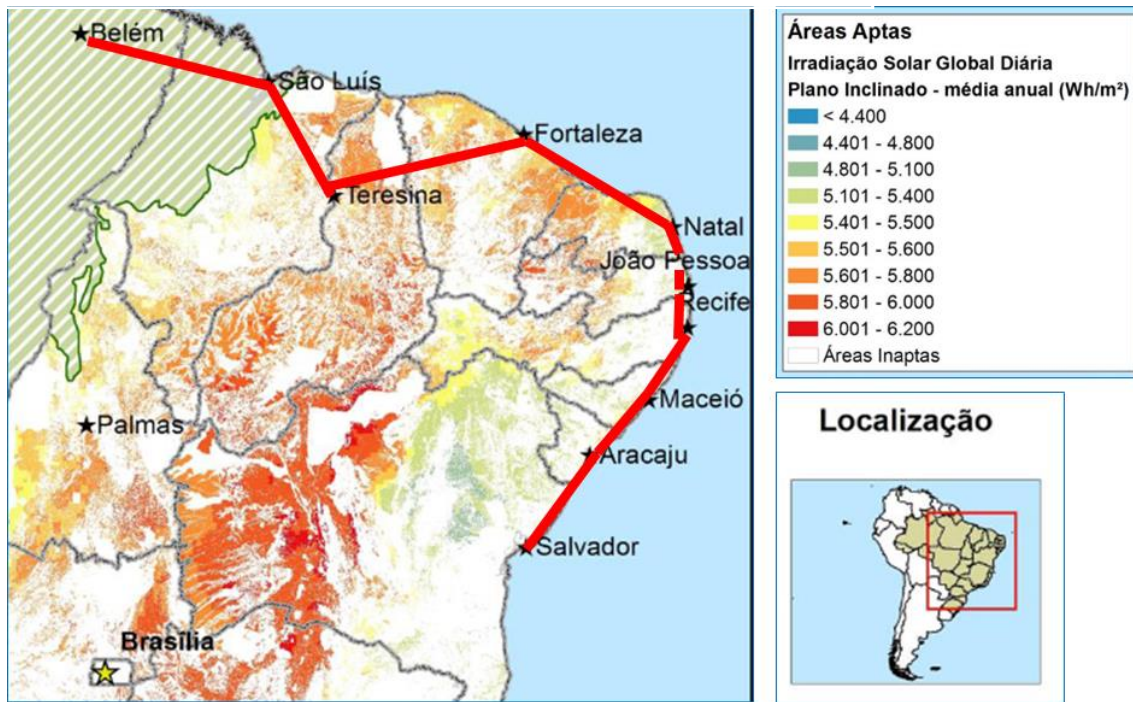 Belém
São Luís
Fortaleza
Teresina
Natal
João Pessoa
Recife
Maceió
Palmas
Aracaju
Salvador
Brasília
Áreas Aptas
Irradiação Solar Global Diária
Plano Inclinado - média anual (Wh/m²)
< 4.400
4.401 - 4.800
4.801 - 5.100
5.101 - 5.400
5.401 - 5.500
5.501 - 5.600
5.601 - 5.800
5.801 - 6.000
6.001 - 6.200
Áreas Inaptas
Localização